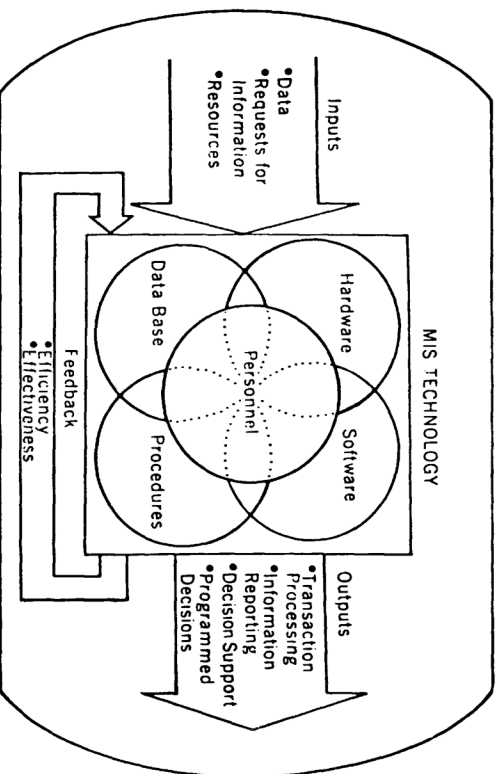 MIS TECHNOLOGY
Inputs
•Data
•Requests for
Information
•Resources
Hardware
Software
Personnel
Data Base
Procedures
Outputs
•Transaction
Processing
•Information
Reporting
•Decision Support
•Programmed
Decisions
Feedback
•Efficiency
•Effectiveness